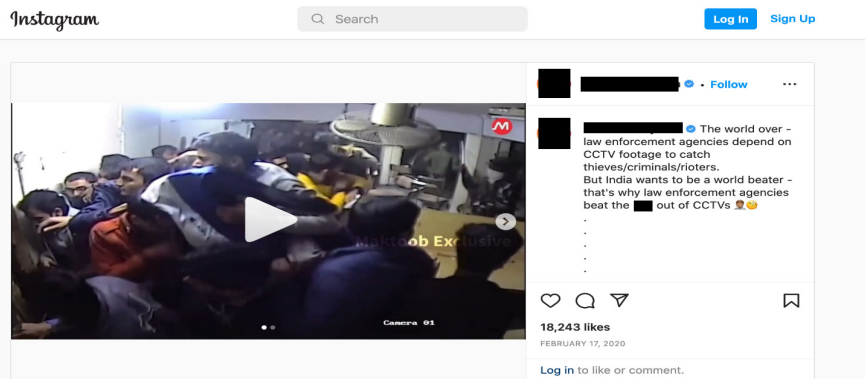 Instagram
Search
Log In
Sign Up
• Follow
The world over -
law enforcement agencies depend on
CCTV footage to catch
thieves/criminals/rioters.
But India wants to be a world beater -
that's why law enforcement agencies
beat the out of CCTVs
.
.
.
.
.
Maktoob Exclusive
Camera 01
18,243 likes
FEBRUARY 17, 2020
Log in to like or comment.